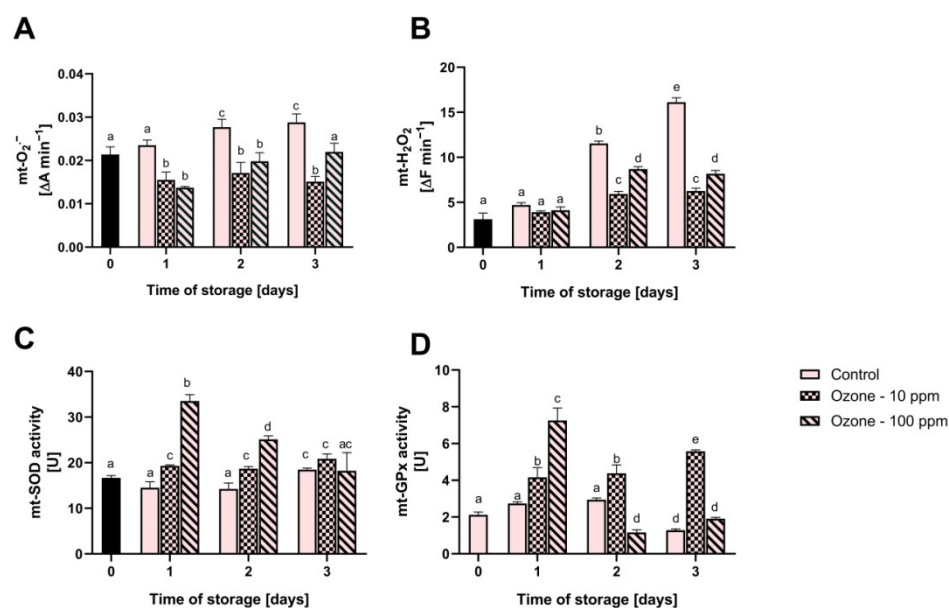 A
mt-O₂·⁻
[ΔA min⁻¹]
0.04
0.03
0.02
0.01
0.00
a a b b c b b c b a
0 1 2 3
Time of storage [days]
B
mt-H₂O₂
[ΔF min⁻¹]
20
15
10
5
0
a a a a b c d e c d
0 1 2 3
Time of storage [days]
C
mt-SOD activity
[U]
40
30
20
10
0
a a c b a c d c c ac
0 1 2 3
Time of storage [days]
D
mt-GPx activity
[U]
10
8
6
4
2
0
a a b c a b d d e d
0 1 2 3
Time of storage [days]
Control
Ozone - 10 ppm
Ozone - 100 ppm